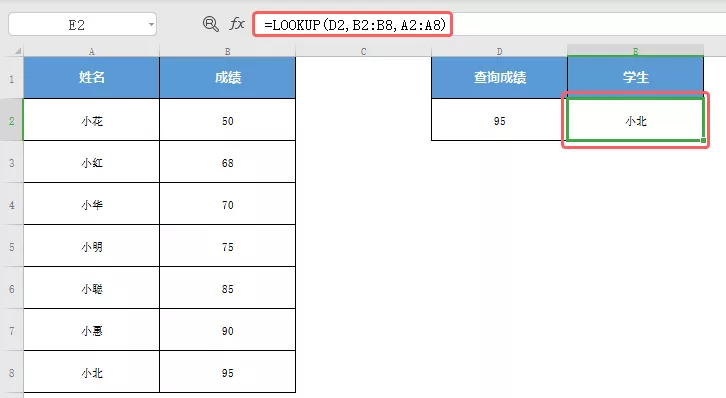 E2 fx =LOOKUP(D2,B2:B8,A2:A8)
A B C D E
1 姓名 成绩 查询成绩 学生
2 小花 50 95 小北
3 小红 68
4 小华 70
5 小明 75
6 小聪 85
7 小惠 90
8 小北 95